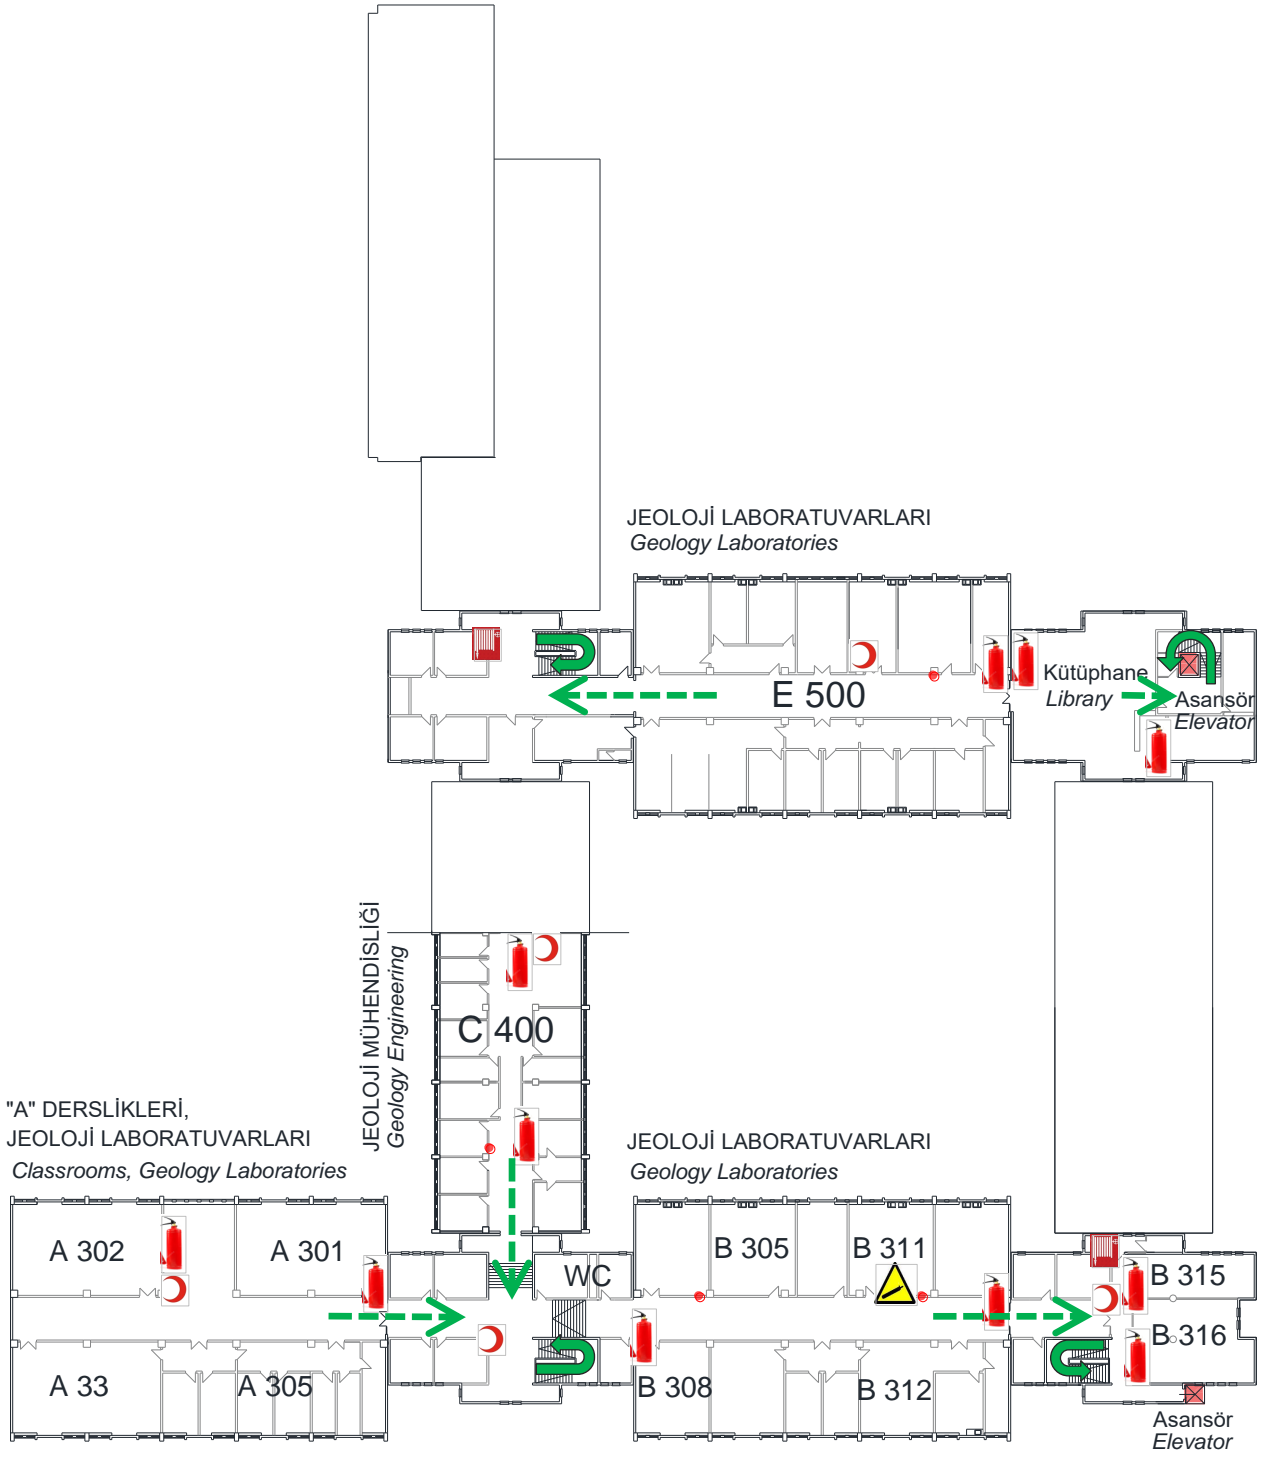 JEOLOJİ LABORATUVARLARI
Geology Laboratories
E 500
Kütüphane
Library
Asansör
Elevator
JEOLOJİ MÜHENDİSLİĞİ
Geology Engineering
C 400
"A" DERSLİKLERİ,
JEOLOJİ LABORATUVARLARI
Classrooms, Geology Laboratories
JEOLOJİ LABORATUVARLARI
Geology Laboratories
A 302
A 301
WC
B 305
B 311
B 315
B 316
A 33
A 305
B 308
B 312
Asansör
Elevator